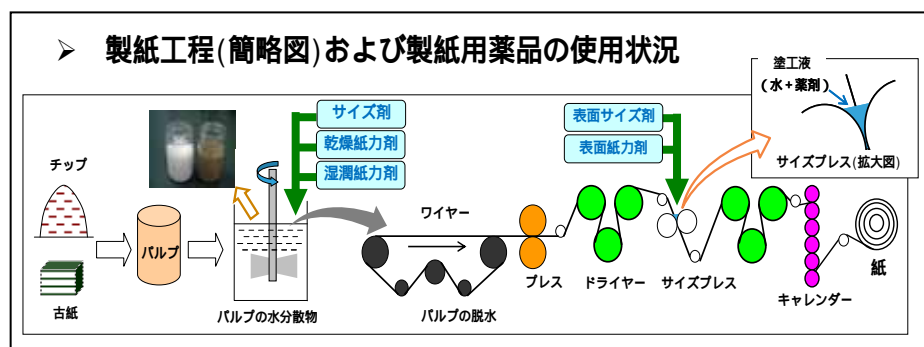 ➢ 製紙工程(簡略図)および製紙用薬品の使用状況
塗工液
(水+薬剤)
サイズプレス(拡大図)
サイズ剤
乾燥紙力剤
湿潤紙力剤
表面サイズ剤
表面紙力剤
チップ
古紙
パルプ
パルプの水分散物
ワイヤー
パルプの脱水
プレス
ドライヤー
サイズプレス
キャレンダー
紙